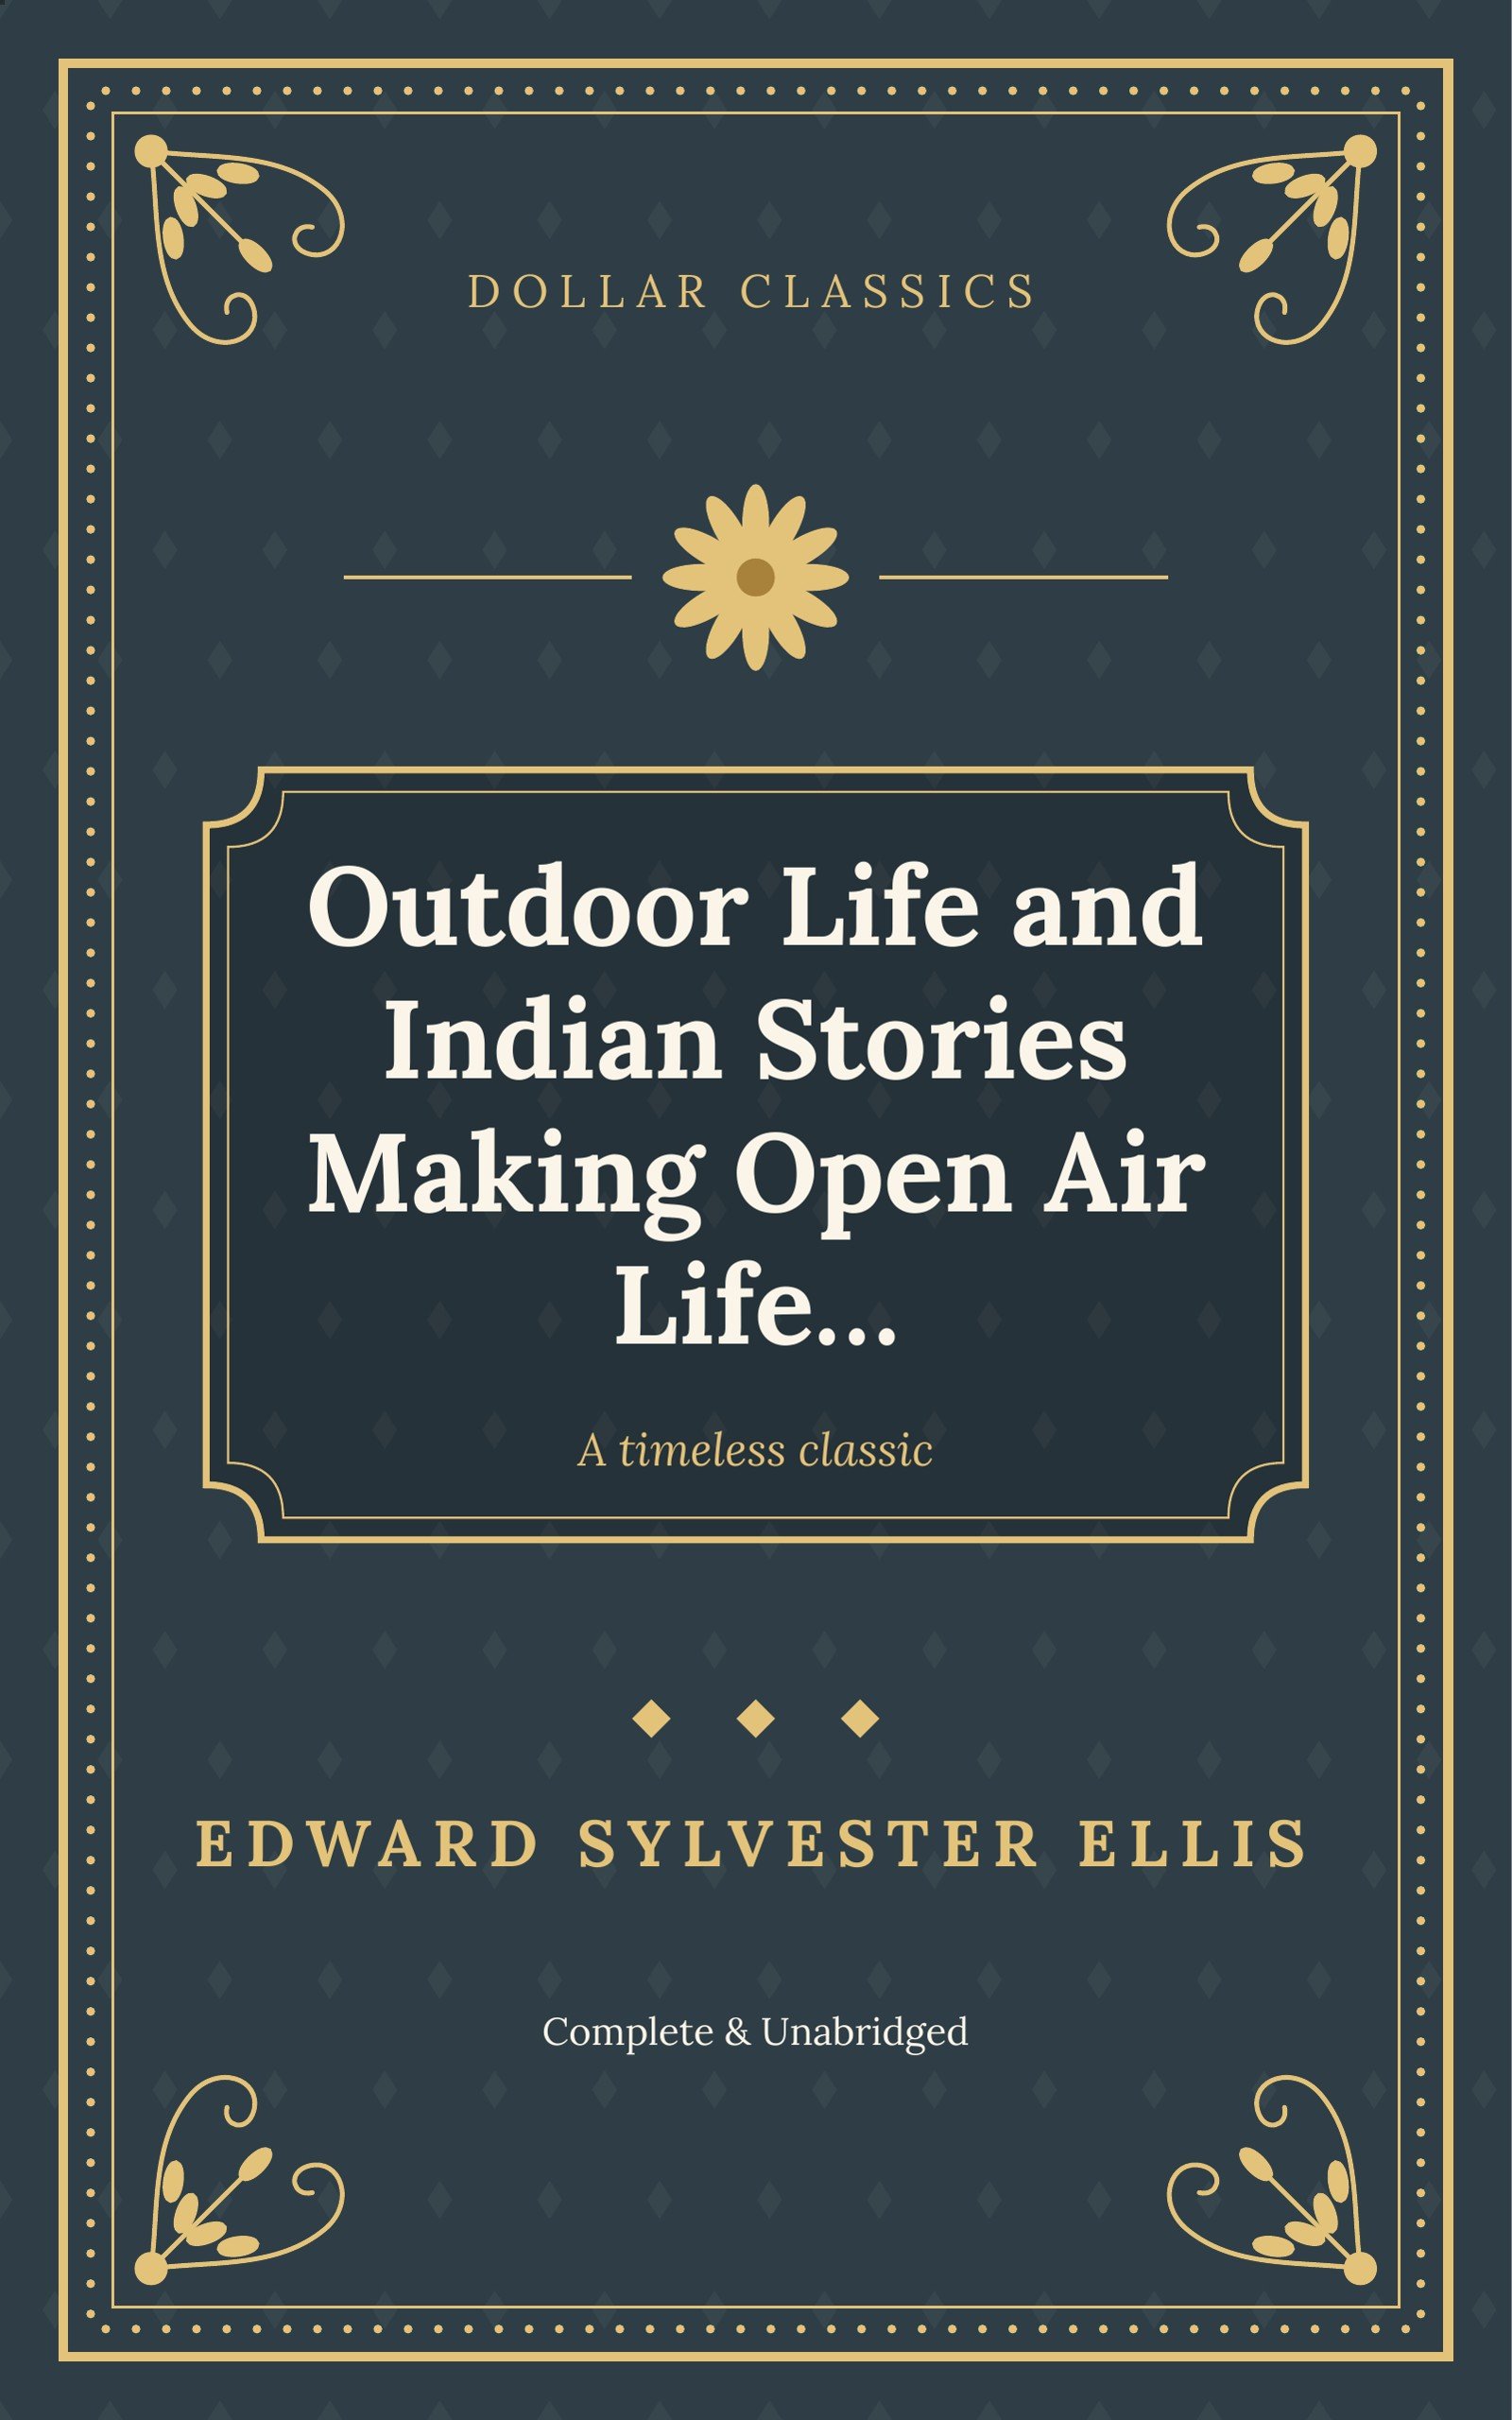 DOLLAR CLASSICS
Outdoor Life and
Indian Stories
Making Open Air
Life...
A timeless classic
EDWARD SYLVESTER ELLIS
Complete & Unabridged